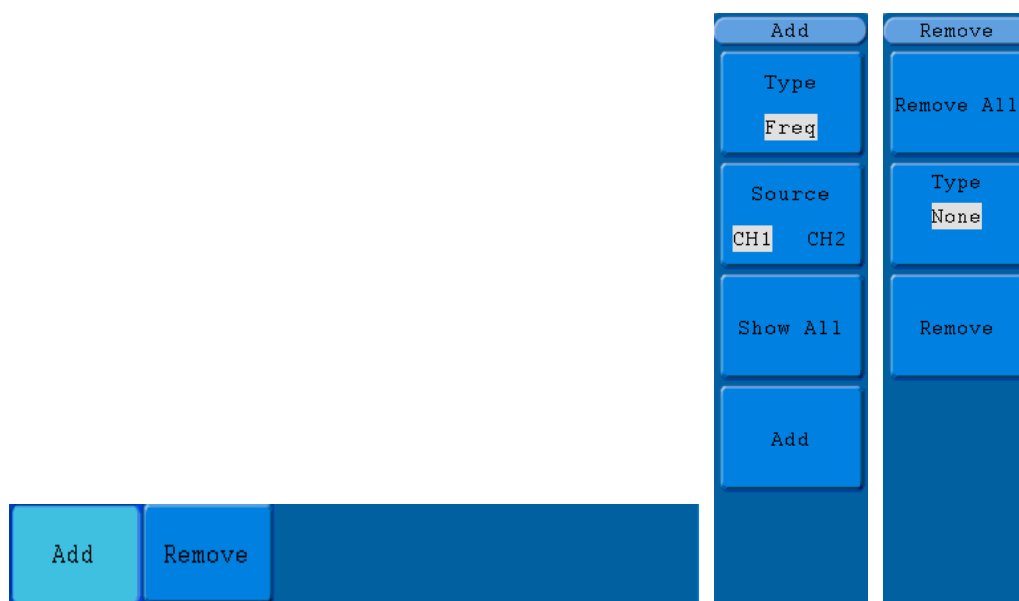 Add
Type
Freq
Source
CH1 CH2
Show All
Add
Remove
Remove All
Type
None
Remove
Add Remove